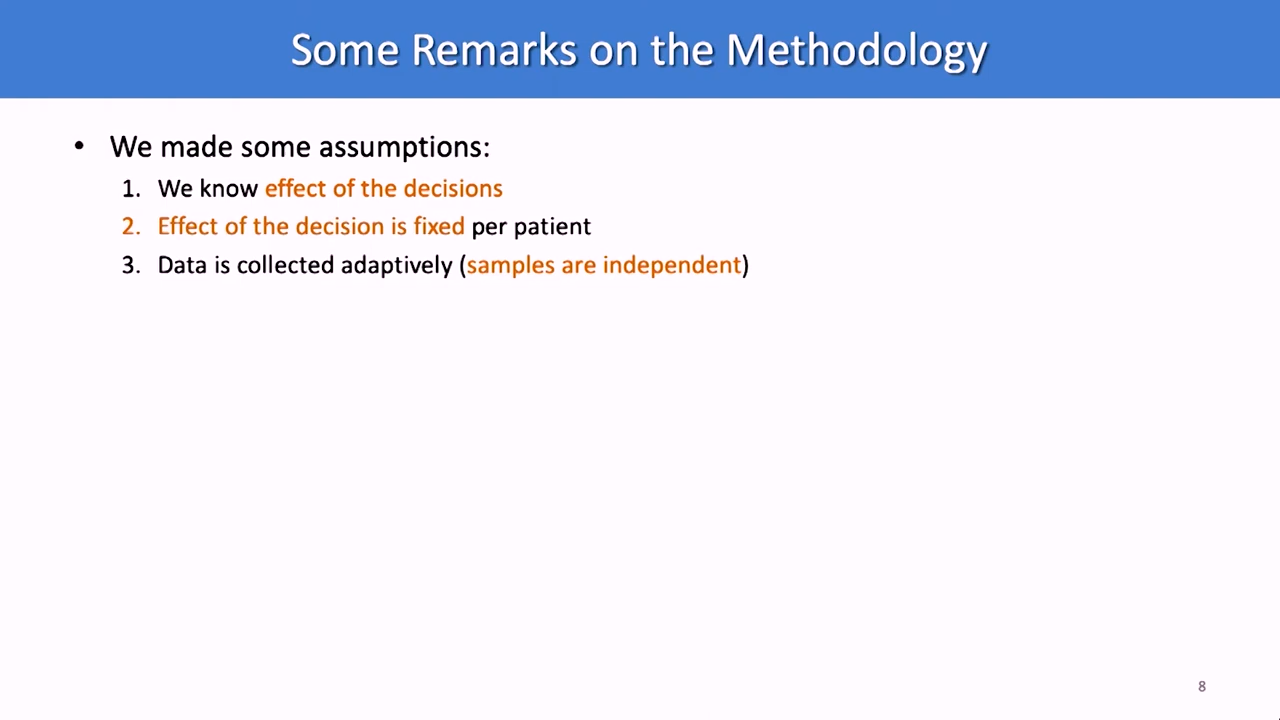 Some Remarks on the Methodology
• We made some assumptions:
1. We know effect of the decisions
2. Effect of the decision is fixed per patient
3. Data is collected adaptively (samples are independent)
8